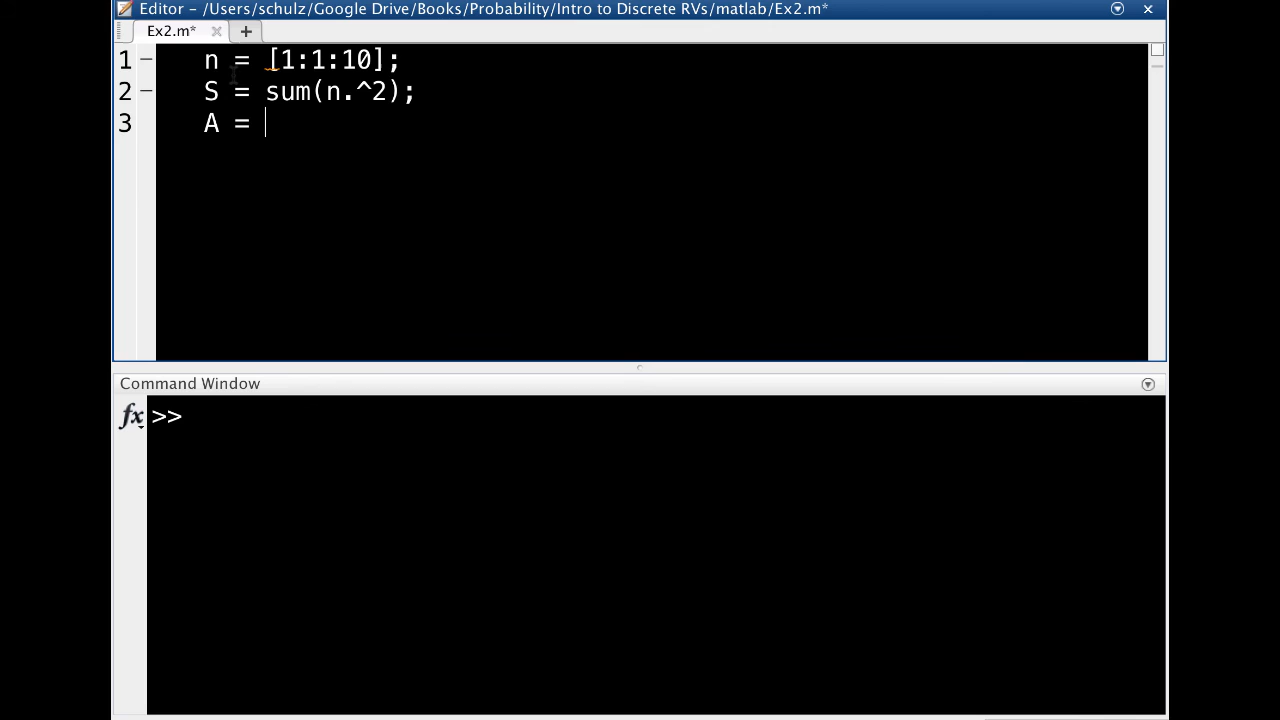 Editor – /Users/schulz/Google Drive/Books/Probability/Intro to Discrete RVs/matlab/Ex2.m*
Ex2.m* × +
1 – n = [1:1:10];
2 – S = sum(n.^2);
3 A =
Command Window
fx >>